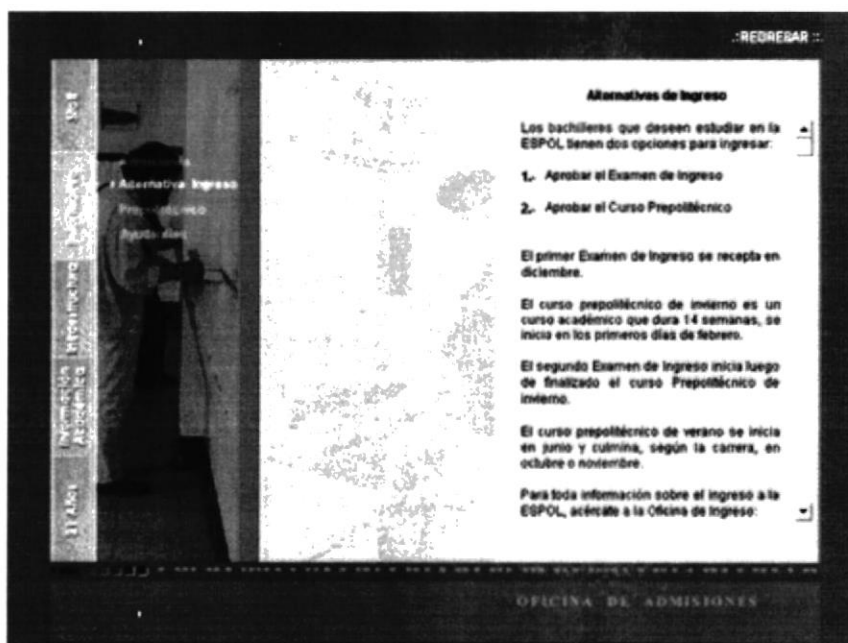 .:REGRESAR ::.
Alternativas de Ingreso
Los bachilleres que deseen estudiar en la
ESPOL tienen dos opciones para ingresar:
1.- Aprobar el Examen de Ingreso
2.- Aprobar el Curso Prepolitécnico
El primer Examen de Ingreso se recepta en
diciembre.
El curso prepolitécnico de invierno es un
curso académico que dura 14 semanas, se
inicia en los primeros días de febrero.
El segundo Examen de Ingreso inicia luego
de finalizado el curso Prepolitécnico de
invierno.
El curso prepolitécnico de verano se inicia
en junio y culmina, según la carrera, en
octubre o noviembre.
Para toda información sobre el ingreso a la
ESPOL, acércate a la Oficina de Ingreso:
Alternativa Ingreso
Prepolitécnico
Infraestructura
Información
Académica
OFICINA DE ADMISIONES